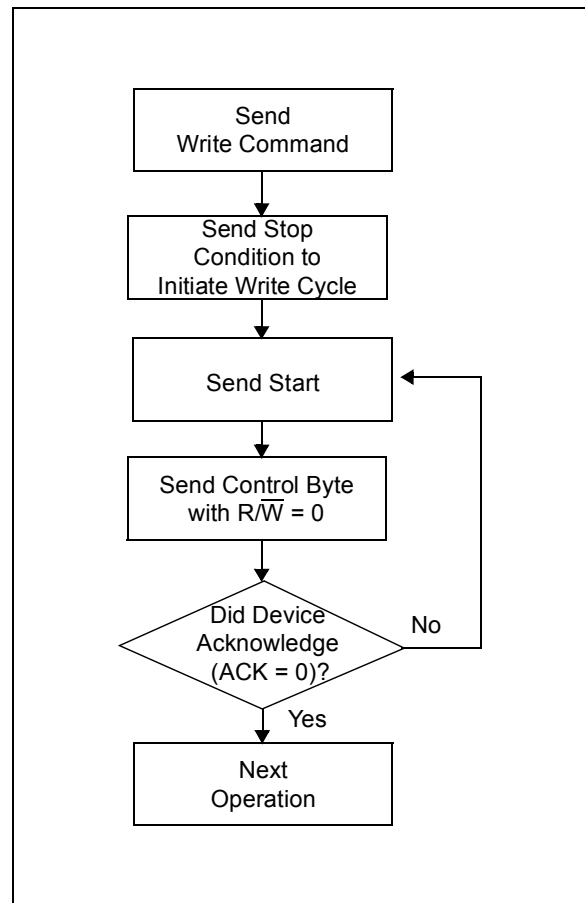 Send
Write Command
Send Stop
Condition to
Initiate Write Cycle
Send Start
Send Control Byte
with R/W̅ = 0
Did Device
Acknowledge
(ACK = 0)?
No
Yes
Next
Operation